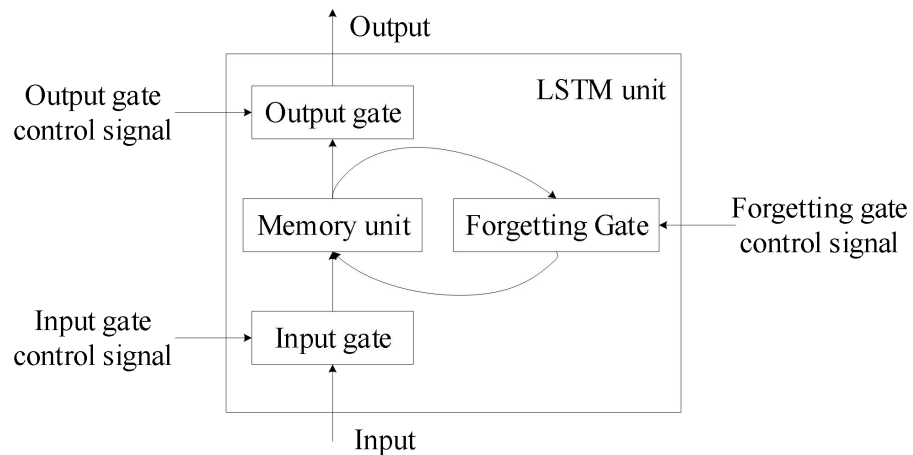 Output
LSTM unit
Output gate
control signal
Output gate
Memory unit
Forgetting Gate
Forgetting gate
control signal
Input gate
control signal
Input gate
Input